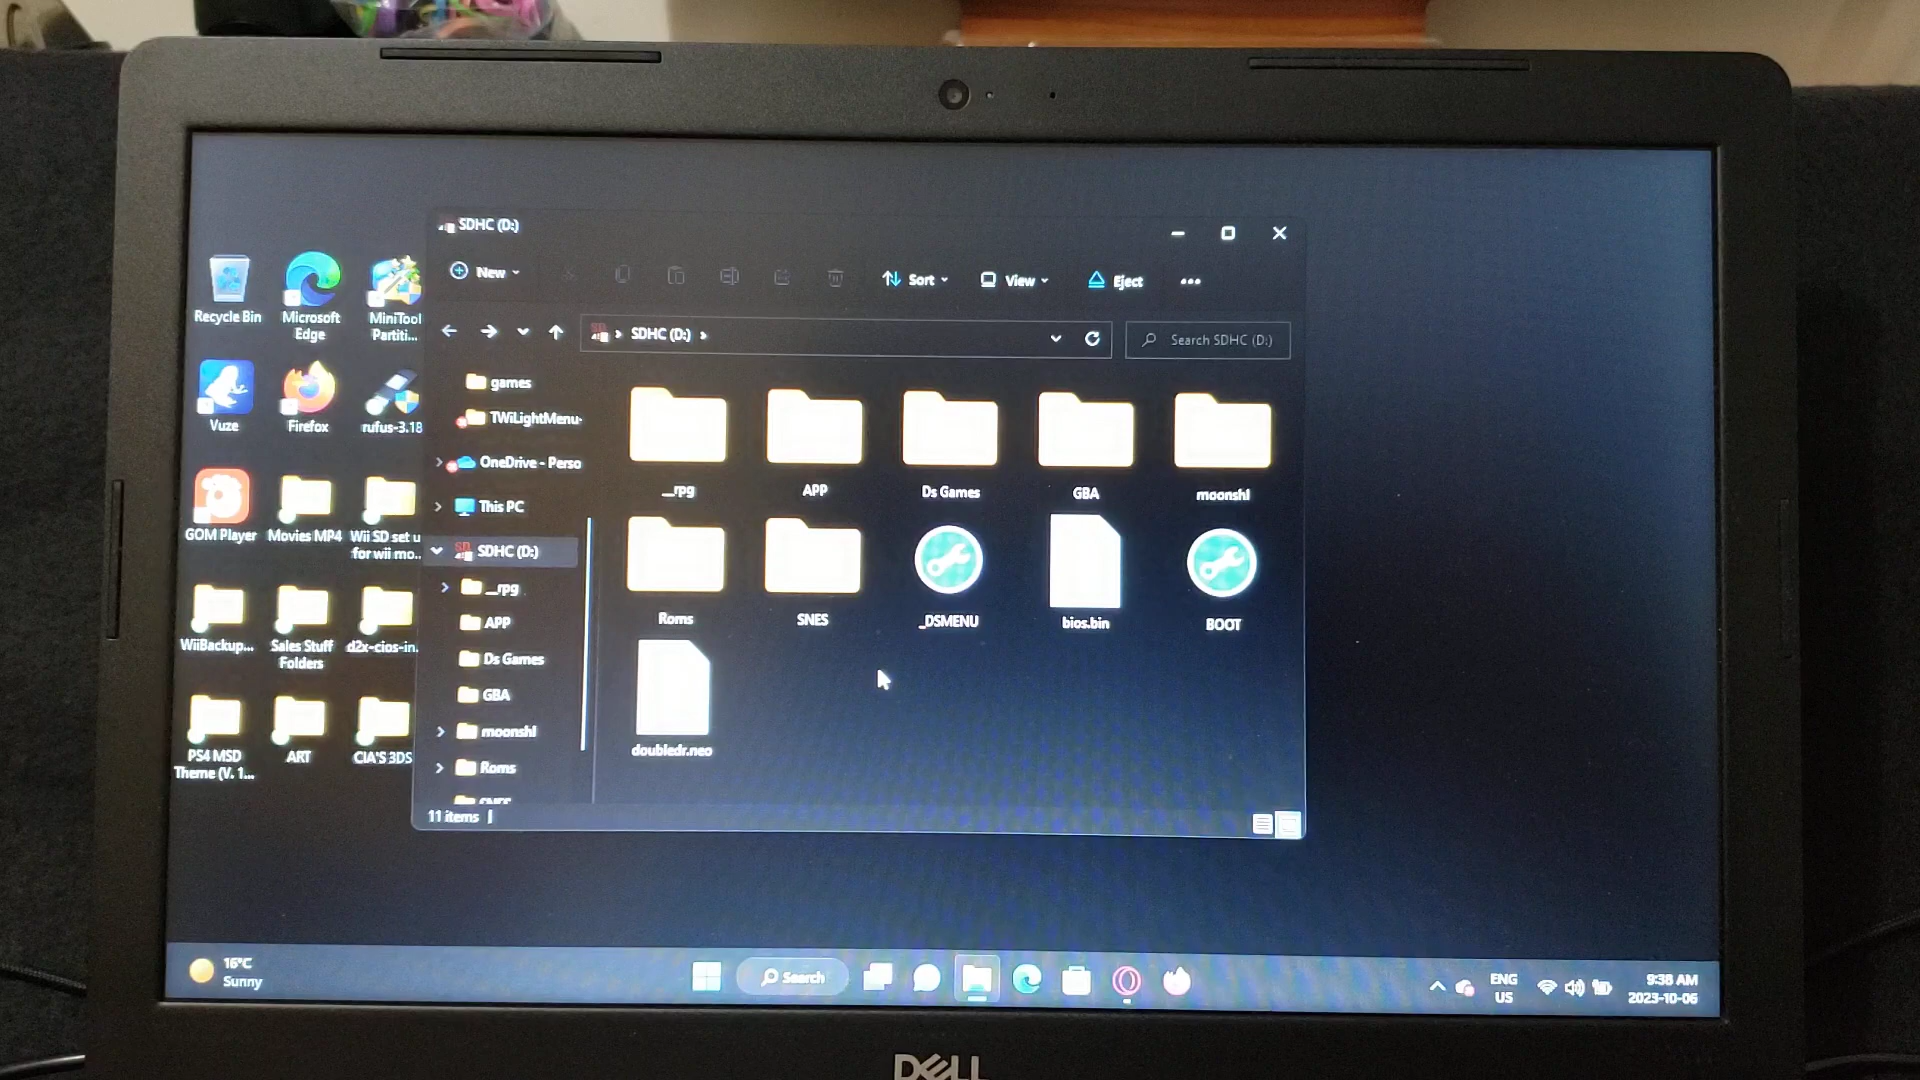 SDHC (D:)
New
Sort
View
Eject
SDHC (D:)
Search SDHC (D:)
Recycle Bin
Microsoft
Edge
MiniTool
Partiti...
Vuze
Firefox
rufus-3.18
GOM Player
Movies MP4
Wii SD set u
for wii mo...
WiiBackup...
Sales Stuff
Folders
d2x-cios-in.
PS4 MSD
Theme (V. 1...
ART
CIA'S 3DS
games
TWiLightMenu-
OneDrive - Perso
This PC
SDHC (D:)
__rpg
APP
Ds Games
GBA
moonshl
Roms
SNES
__rpg
APP
Ds Games
GBA
moonshl
Roms
SNES
_DSMENU
bios.bin
BOOT
doubledr.neo
11 items
16°C
Sunny
Search
ENG
US
9:38 AM
2023-10-06
DELL